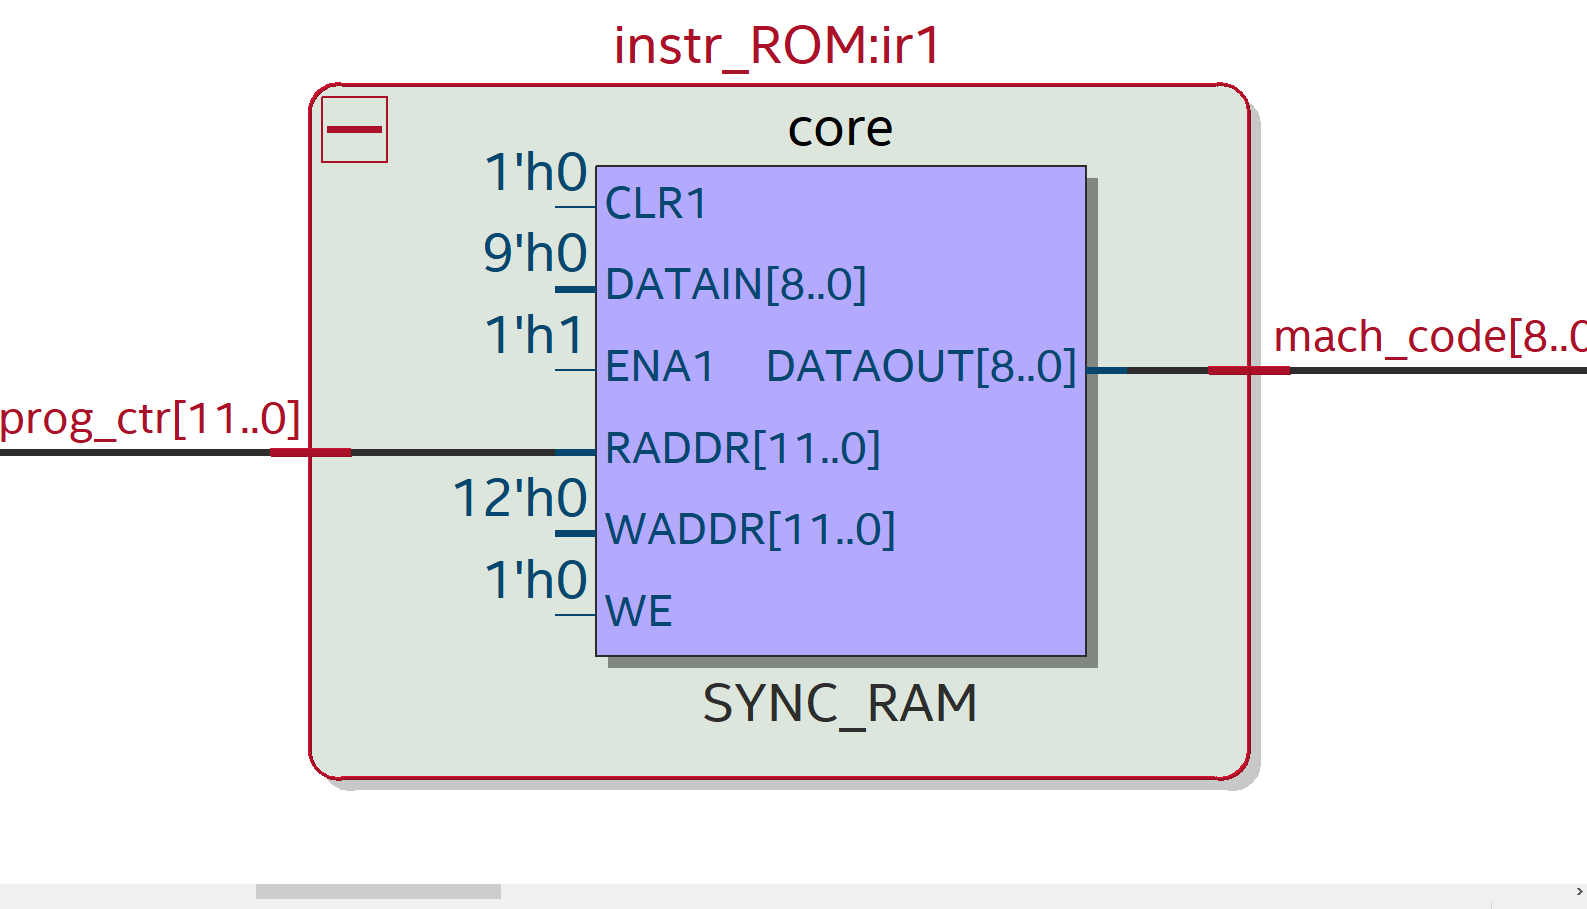 instr_ROM:ir1
core
1'h0
CLR1
9'h0
DATAIN[8..0]
1'h1
ENA1 DATAOUT[8..0]
mach_code[8..0
prog_ctr[11..0]
RADDR[11..0]
12'h0
WADDR[11..0]
1'h0
WE
SYNC_RAM